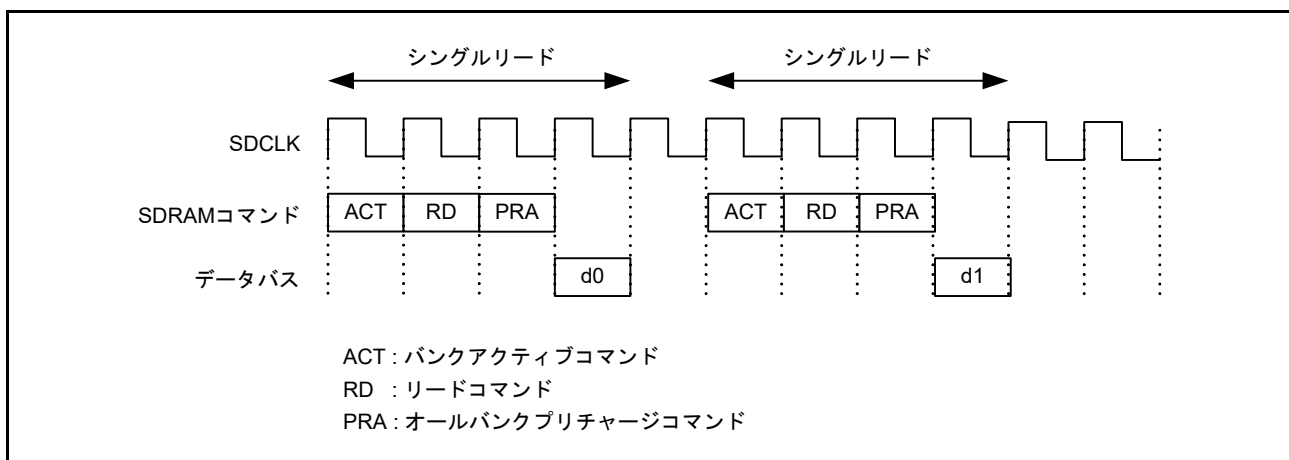 シングルリード シングルリード
SDCLK
SDRAMコマンド ACT RD PRA ACT RD PRA
データバス d0 d1
ACT : バンクアクティブコマンド
RD : リードコマンド
PRA : オールバンクプリチャージコマンド